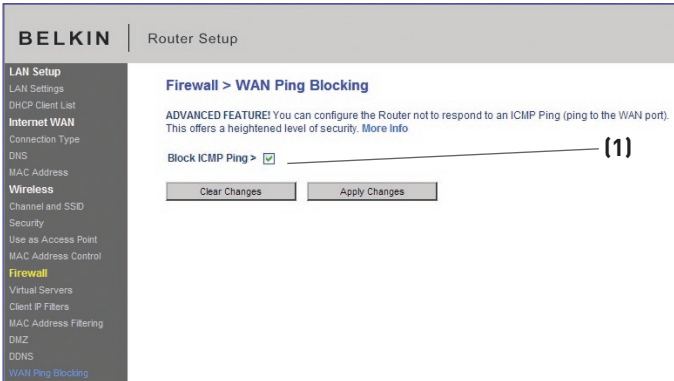 BELKIN | Router Setup
LAN Setup
LAN Settings
DHCP Client List
Internet WAN
Connection Type
DNS
MAC Address
Wireless
Channel and SSID
Security
Use as Access Point
MAC Address Control
Firewall
Virtual Servers
Client IP Filters
MAC Address Filtering
DMZ
DDNS
WAN Ping Blocking
Firewall > WAN Ping Blocking
ADVANCED FEATURE! You can configure the Router not to respond to an ICMP Ping (ping to the WAN port).
This offers a heightened level of security. More Info
Block ICMP Ping >
(1)
Clear Changes
Apply Changes